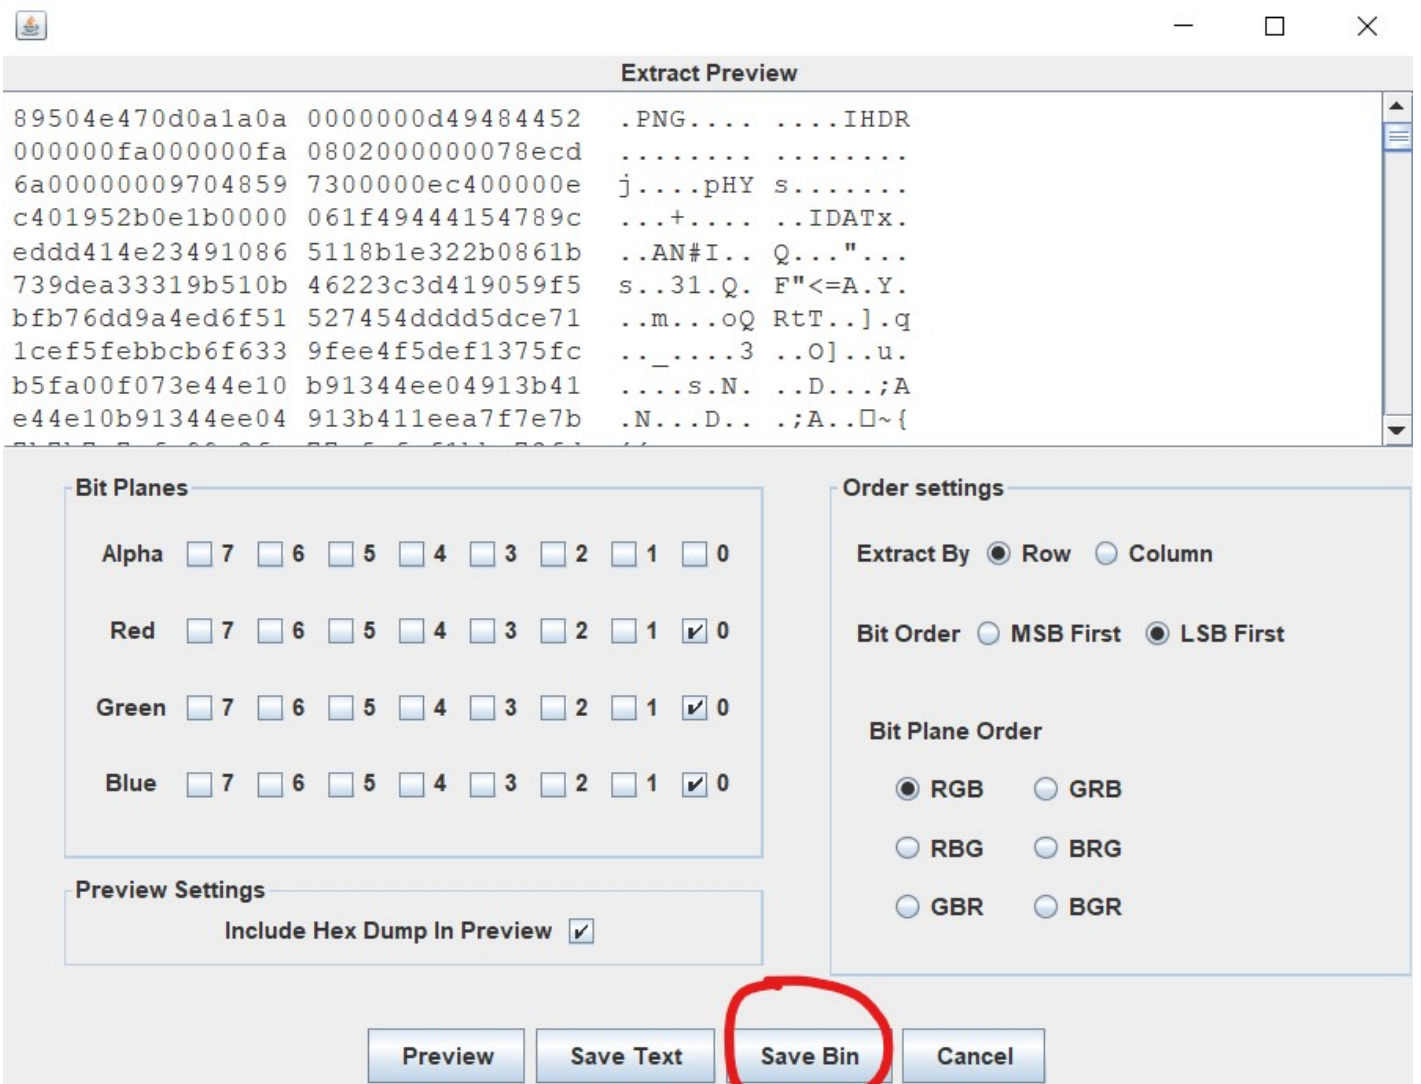 Extract Preview
89504e470d0a1a0a 0000000d49484452 .PNG.... ....IHDR
000000fa000000fa 0802000000078ecd ........ ........
6a00000009704859 7300000ec400000e j....pHY s.......
c401952b0e1b0000 061f49444154789c ...+.... ..IDATx.
eddd414e23491086 5118b1e322b0861b ..AN#I.. Q..."...
739dea33319b510b 46223c3d419059f5 s..31.Q. F"<=A.Y.
bfb76dd9a4ed6f51 527454dddd5dce71 ..m...oQ RtT..].q
1cef5febbcb6f633 9fee4f5def1375fc .._....3 ..O]..u.
b5fa00f073e44e10 b91344ee04913b41 ....s.N. ..D...;A
e44e10b91344ee04 913b411eea7f7e7b .N...D.. .;A..□~{
Bit Planes
Alpha 7 6 5 4 3 2 1 0
Red 7 6 5 4 3 2 1 0
Green 7 6 5 4 3 2 1 0
Blue 7 6 5 4 3 2 1 0
Preview Settings
Include Hex Dump In Preview
Order settings
Extract By Row Column
Bit Order MSB First LSB First
Bit Plane Order
RGB GRB
RBG BRG
GBR BGR
Preview Save Text Save Bin Cancel